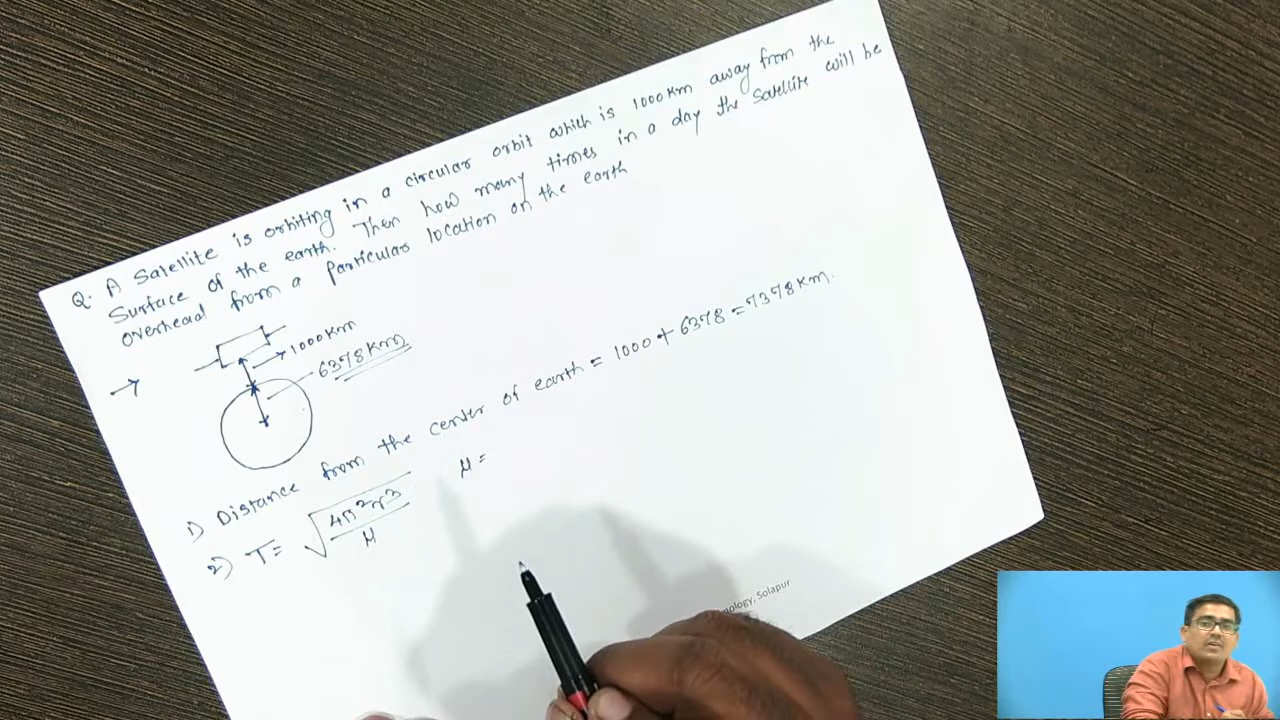 Q. A Satellite is orbiting in a circular orbit which is 1000 Km away from the
Surface of the earth. Then how many times in a day the satellite will be
overhead from a particular location on the earth
→
1000 Km
6378 Km
1) Distance from the center of earth = 1000 + 6378 = 7378 Km.
2) T = √(4π²r³/μ) μ =
Solapur